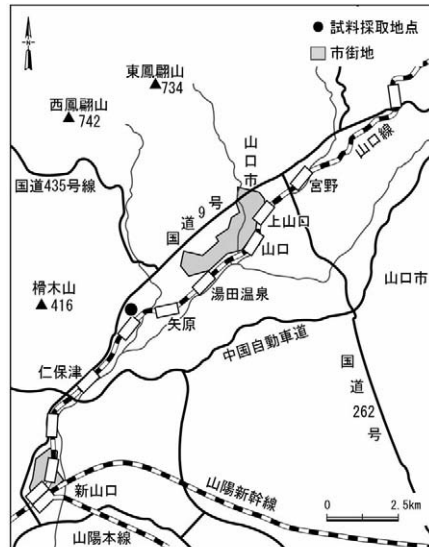 試料採取地点
市街地
東鳳翩山
734
西鳳翩山
742
山口線
山口市
宮野
国道435号線
国道9号
上山口
山口
湯田温泉
山口市
榾木山
416
矢原
中国自動車道
仁保津
国道262号
新山口
山陽新幹線
山陽本線
0 2.5km